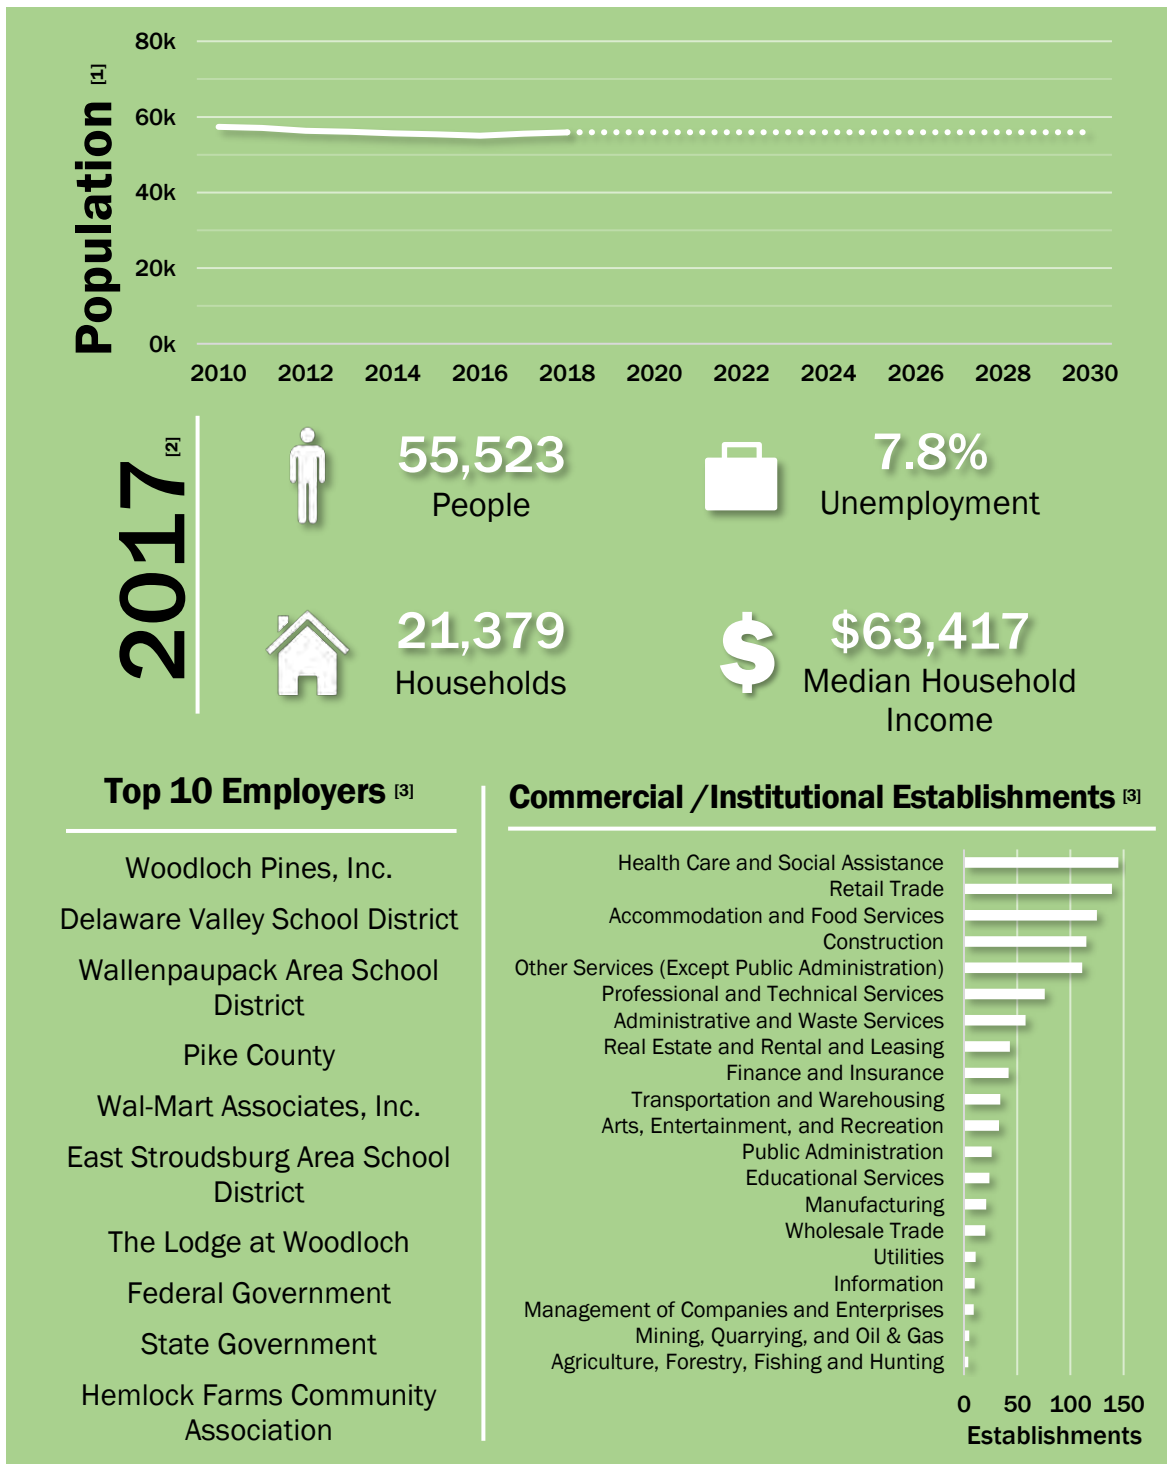 Population [1]
80k
60k
40k
20k
0k
2010 2012 2014 2016 2018 2020 2022 2024 2026 2028 2030
2017 [2]
55,523
People
7.8%
Unemployment
21,379
Households
$
$63,417
Median Household
Income
Top 10 Employers [3]
Woodloch Pines, Inc.
Delaware Valley School District
Wallenpaupack Area School
District
Pike County
Wal-Mart Associates, Inc.
East Stroudsburg Area School
District
The Lodge at Woodloch
Federal Government
State Government
Hemlock Farms Community
Association
Commercial /Institutional Establishments [3]
Health Care and Social Assistance
Retail Trade
Accommodation and Food Services
Construction
Other Services (Except Public Administration)
Professional and Technical Services
Administrative and Waste Services
Real Estate and Rental and Leasing
Finance and Insurance
Transportation and Warehousing
Arts, Entertainment, and Recreation
Public Administration
Educational Services
Manufacturing
Wholesale Trade
Utilities
Information
Management of Companies and Enterprises
Mining, Quarrying, and Oil & Gas
Agriculture, Forestry, Fishing and Hunting
0 50 100 150
Establishments